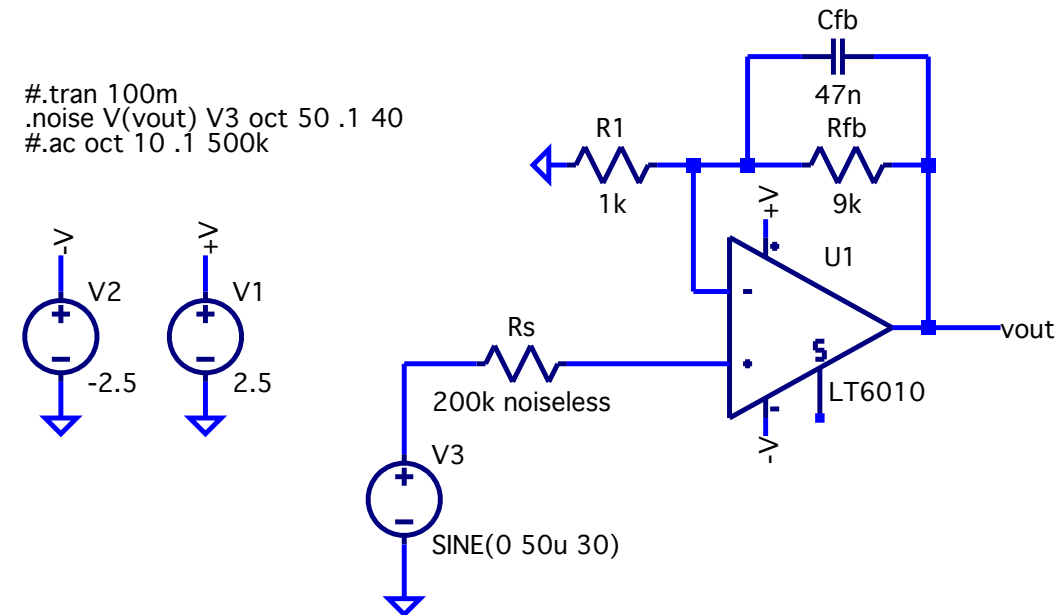 Cfb
47n
#.tran 100m
.noise V(vout) V3 oct 50 .1 40
#.ac oct 10 .1 500k
R1
1k
Rfb
9k
+V
U1
-V
V2
-2.5
+V
V1
2.5
Rs
200k noiseless
S
LT6010
vout
-V
V3
SINE(0 50u 30)